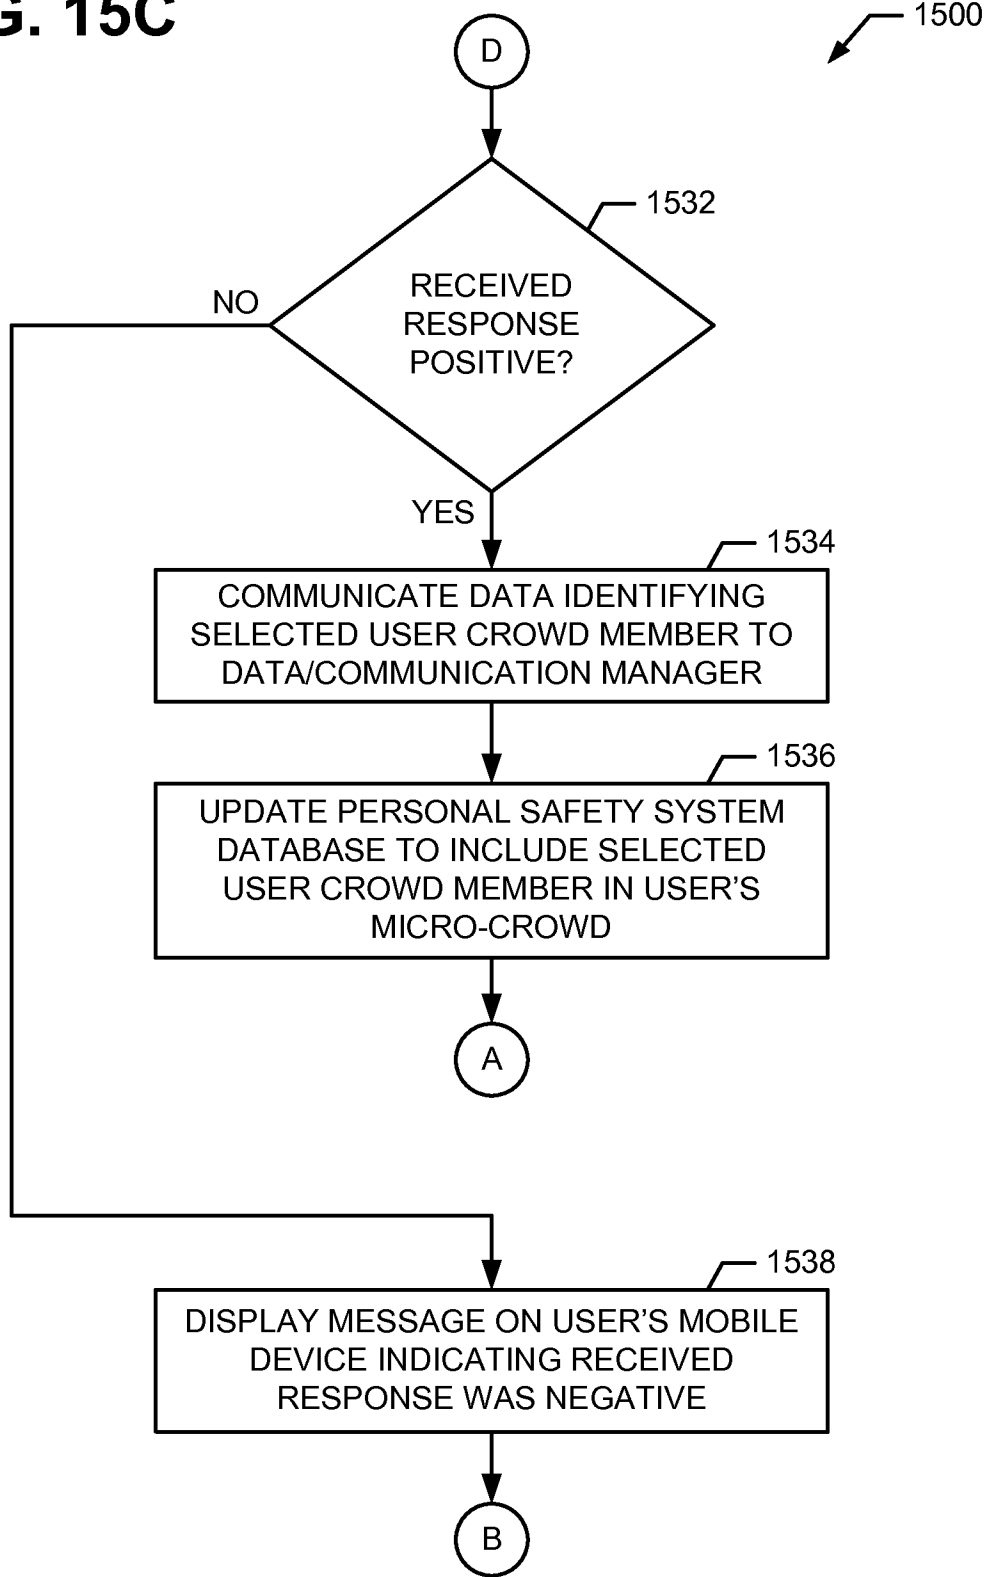 G. 15C
1500
D
1532
RECEIVED
RESPONSE
POSITIVE?
NO
YES
1534
COMMUNICATE DATA IDENTIFYING
SELECTED USER CROWD MEMBER TO
DATA/COMMUNICATION MANAGER
1536
UPDATE PERSONAL SAFETY SYSTEM
DATABASE TO INCLUDE SELECTED
USER CROWD MEMBER IN USER’S
MICRO-CROWD
A
1538
DISPLAY MESSAGE ON USER’S MOBILE
DEVICE INDICATING RECEIVED
RESPONSE WAS NEGATIVE
B